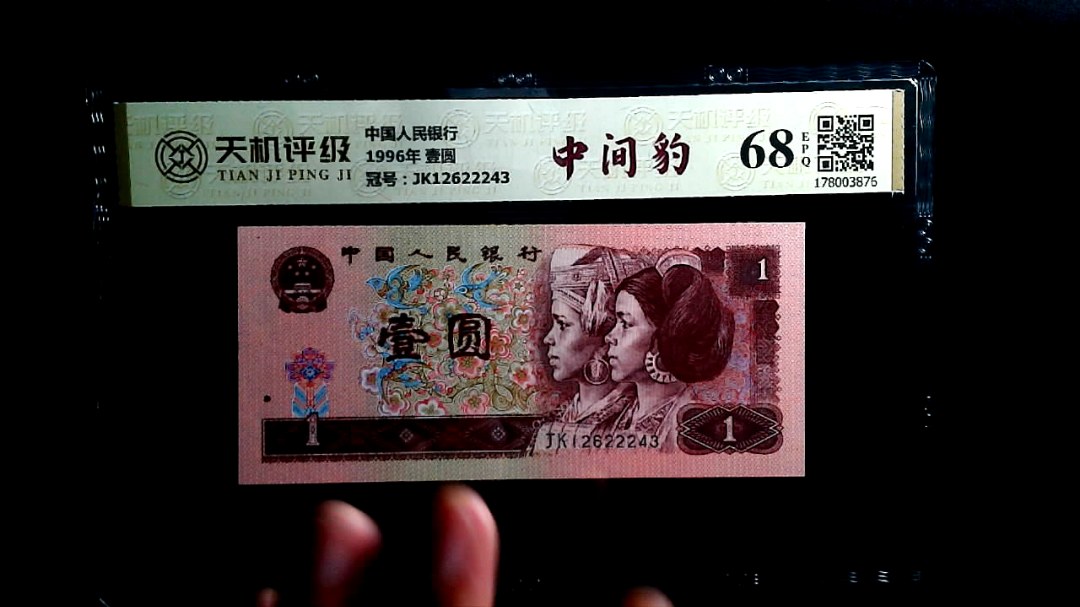 天机评级
TIAN JI PING JI
中国人民银行
1996年 壹圆
冠号：JK12622243
中间豹
68
EPQ
178003876
中国人民银行
1
壹圆
1
JK12622243
1